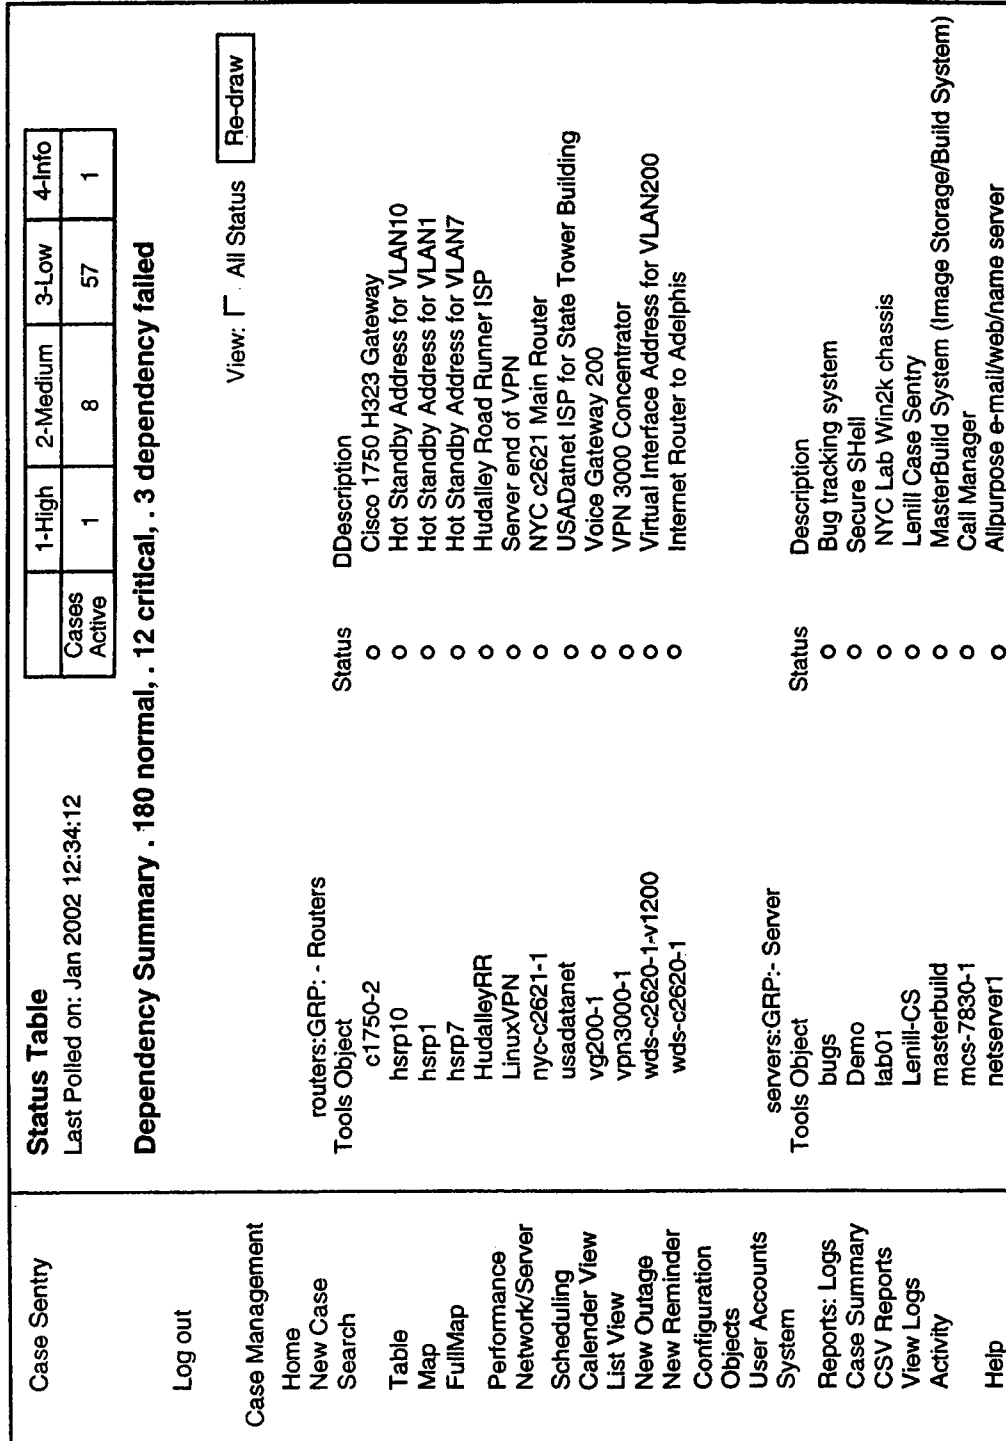 Case Sentry
Log out
Case Management
Home
New Case
Search
Table
Map
FullMap
Performance
Network/Server
Scheduling
Calender View
List View
New Outage
New Reminder
Configuration
Objects
User Accounts
System
Reports: Logs
Case Summary
CSV Reports
View Logs
Activity
Help
Status Table
Last Polled on: Jan 2002 12:34:12
1-High 2-Medium 3-Low 4-Info
Cases Active 1 8 57 1
Dependency Summary . 180 normal, . 12 critical, . 3 dependency failed
View: All Status Re-draw
routers:GRP: - Routers
Tools Object Status DDescription
c1750-2 o Cisco 1750 H323 Gateway
hsrp10 o Hot Standby Address for VLAN10
hsrp1 o Hot Standby Address for VLAN1
hsrp7 o Hot Standby Address for VLAN7
HudalleyRR o Hudalley Road Runner ISP
LinuxVPN o Server end of VPN
nyc-c2621-1 o NYC c2621 Main Router
usadatanet o USADatnet ISP for State Tower Building
vg200-1 o Voice Gateway 200
vpn3000-1 o VPN 3000 Concentrator
wds-c2620-1-v1200 o Virtual Interface Address for VLAN200
wds-c2620-1 o Internet Router to Adelphis
servers:GRP:- Server
Tools Object Status Description
bugs o Bug tracking system
Demo o Secure SHell
lab01 o NYC Lab Win2k chassis
Lenill-CS o Lenill Case Sentry
masterbuild o MasterBuild System (Image Storage/Build System)
mcs-7830-1 o Call Manager
netserver1 o Allpurpose e-mail/web/name server